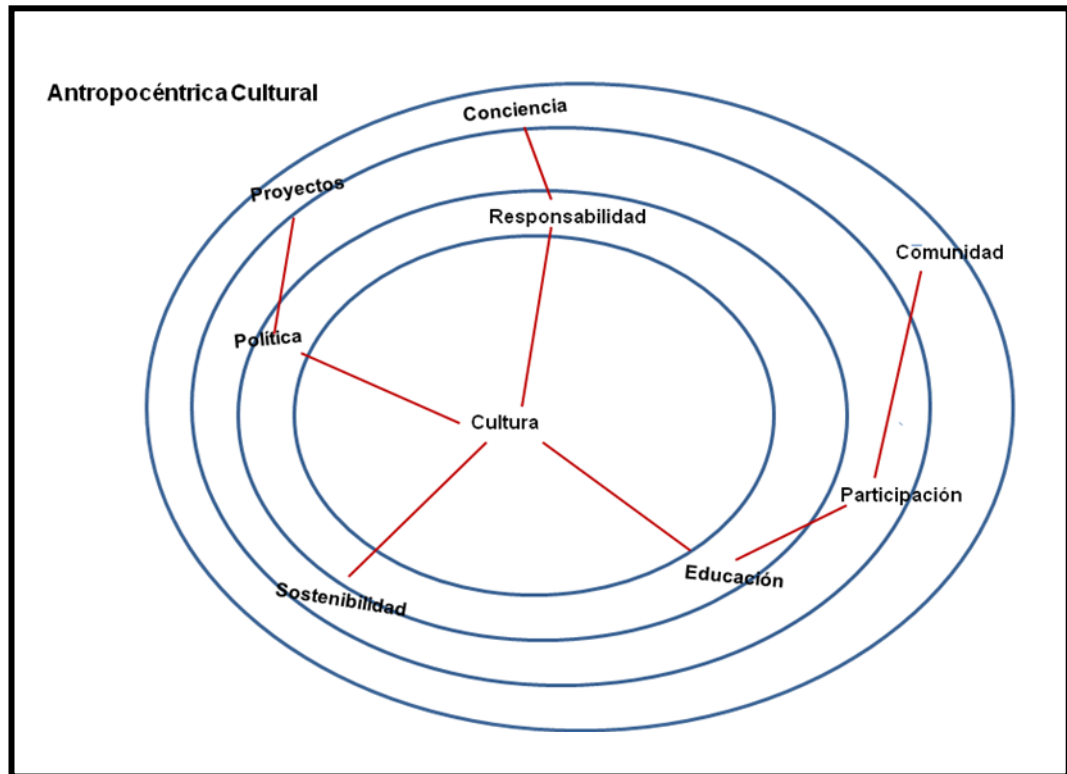 Antropocéntrica Cultural
Conciencia
Proyectos
Responsabilidad
Comunidad
Política
Cultura
Participación
Educación
Sostenibilidad